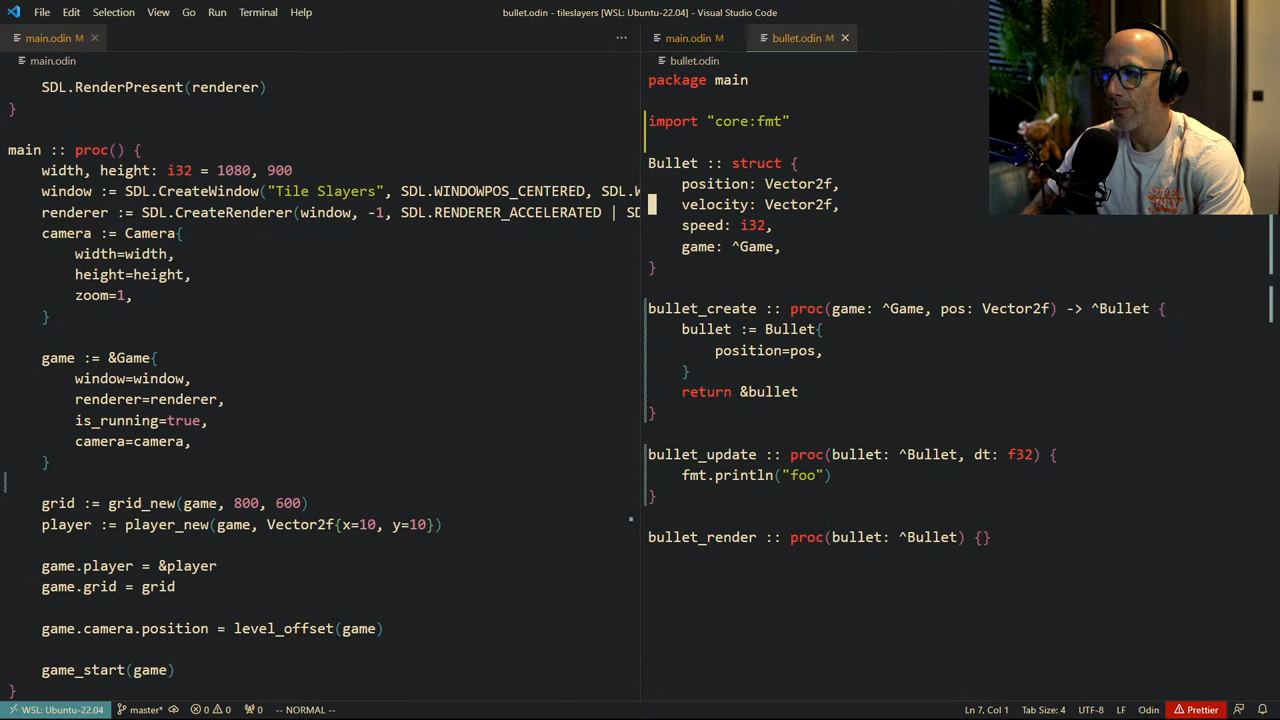 File Edit Selection View Go Run Terminal Help
bullet.odin - tileslayers [WSL: Ubuntu-22.04] - Visual Studio Code
main.odin M ×
main.odin
SDL.RenderPresent(renderer)
}
main :: proc() {
width, height: i32 = 1080, 900
window := SDL.CreateWindow("Tile Slayers", SDL.WINDOWPOS_CENTERED, SDL.W
renderer := SDL.CreateRenderer(window, -1, SDL.RENDERER_ACCELERATED | SD
camera := Camera{
width=width,
height=height,
zoom=1,
}
game := &Game{
window=window,
renderer=renderer,
is_running=true,
camera=camera,
}
grid := grid_new(game, 800, 600)
player := player_new(game, Vector2f{x=10, y=10})
game.player = &player
game.grid = grid
game.camera.position = level_offset(game)
game_start(game)
}
main.odin M bullet.odin M ×
bullet.odin
package main
import "core:fmt"
Bullet :: struct {
position: Vector2f,
velocity: Vector2f,
speed: i32,
game: ^Game,
}
bullet_create :: proc(game: ^Game, pos: Vector2f) -> ^Bullet {
bullet := Bullet{
position=pos,
}
return &bullet
}
bullet_update :: proc(bullet: ^Bullet, dt: f32) {
fmt.println("foo")
}
bullet_render :: proc(bullet: ^Bullet) {}
WSL: Ubuntu-22.04 master* 0 0 0 -- NORMAL -- Ln 7, Col 1 Tab Size: 4 UTF-8 LF Odin Prettier